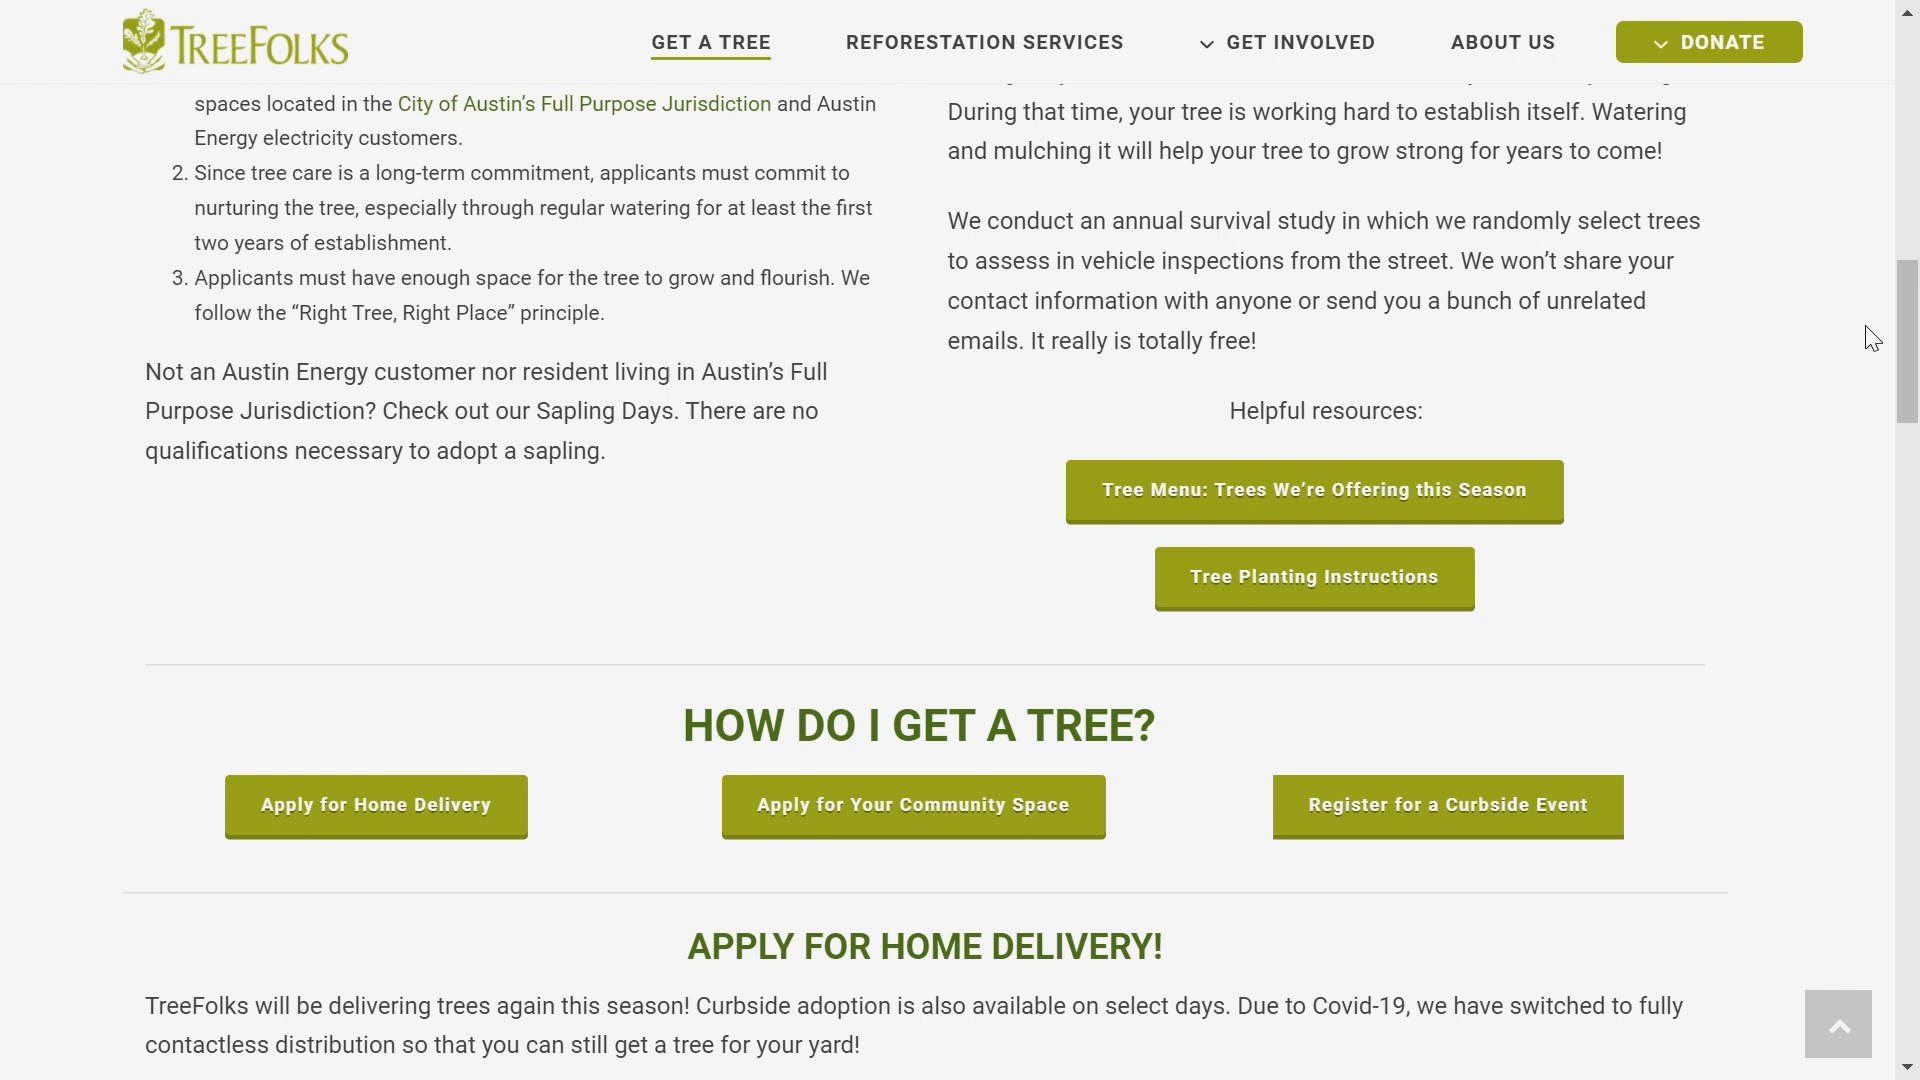 TREEFOLKS
GET A TREE
REFORESTATION SERVICES
GET INVOLVED
ABOUT US
DONATE
spaces located in the City of Austin’s Full Purpose Jurisdiction and Austin
Energy electricity customers.
2. Since tree care is a long-term commitment, applicants must commit to
nurturing the tree, especially through regular watering for at least the first
two years of establishment.
3. Applicants must have enough space for the tree to grow and flourish. We
follow the “Right Tree, Right Place” principle.
Not an Austin Energy customer nor resident living in Austin’s Full
Purpose Jurisdiction? Check out our Sapling Days. There are no
qualifications necessary to adopt a sapling.
During that time, your tree is working hard to establish itself. Watering
and mulching it will help your tree to grow strong for years to come!
We conduct an annual survival study in which we randomly select trees
to assess in vehicle inspections from the street. We won’t share your
contact information with anyone or send you a bunch of unrelated
emails. It really is totally free!
Helpful resources:
Tree Menu: Trees We’re Offering this Season
Tree Planting Instructions
HOW DO I GET A TREE?
Apply for Home Delivery
Apply for Your Community Space
Register for a Curbside Event
APPLY FOR HOME DELIVERY!
TreeFolks will be delivering trees again this season! Curbside adoption is also available on select days. Due to Covid-19, we have switched to fully
contactless distribution so that you can still get a tree for your yard!